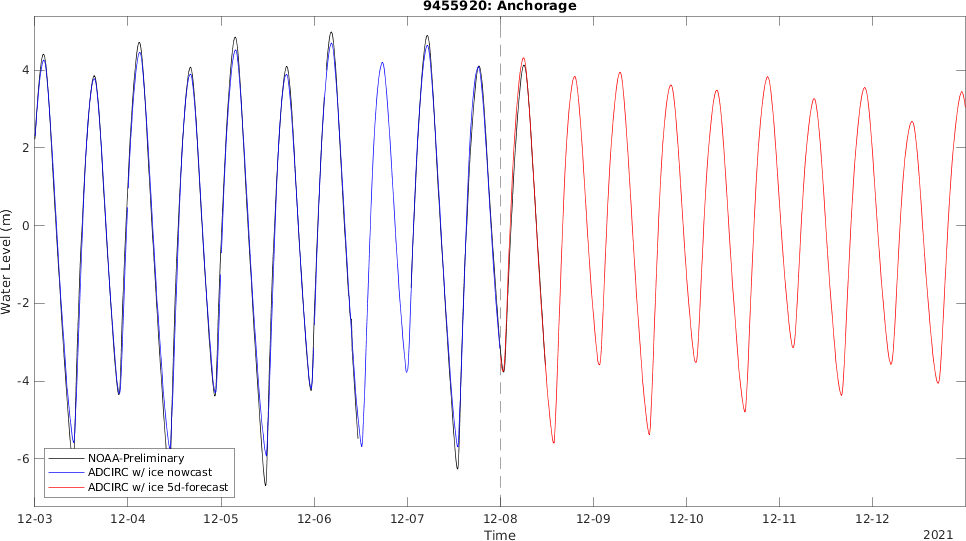 9455920: Anchorage
Water Level (m)
4
2
0
-2
-4
-6
NOAA-Preliminary
ADCIRC w/ ice nowcast
ADCIRC w/ ice 5d-forecast
12-03 12-04 12-05 12-06 12-07 12-08 12-09 12-10 12-11 12-12
Time
2021